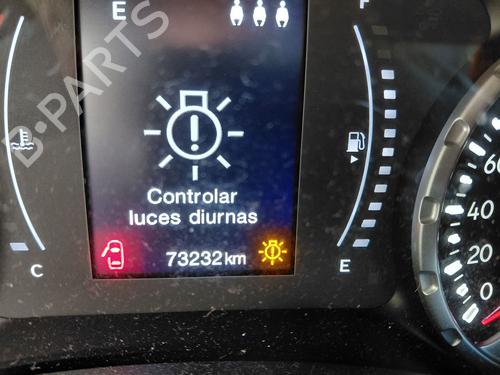 E
F
B-PARTS
Controlar
luces diurnas
73232 km
C
E
60
40
20
0